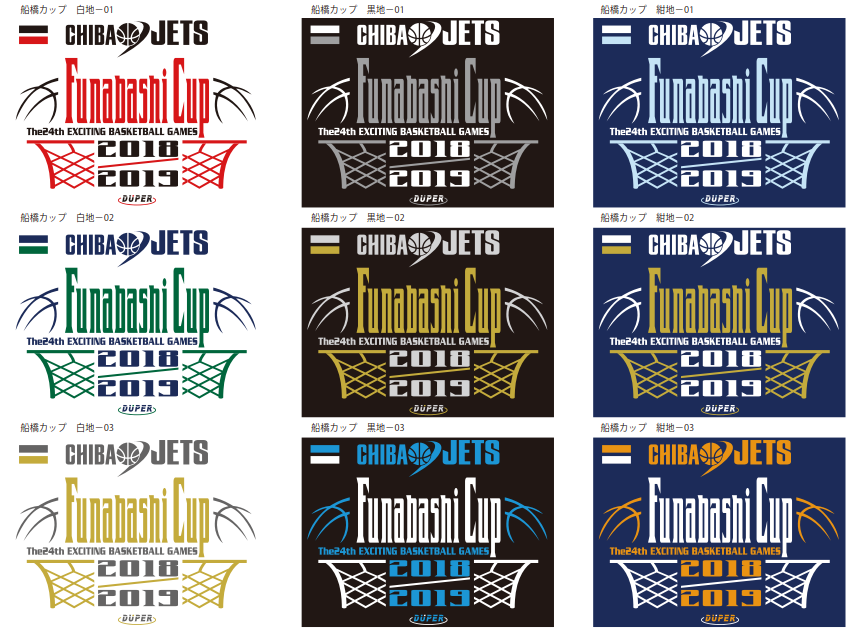 船橋カップ　白地－01
CHIBA JETS
Funabashi Cup
The24th EXCITING BASKETBALL GAMES
2018
2019
DUPER
船橋カップ　黒地－01
CHIBA JETS
Funabashi Cup
The24th EXCITING BASKETBALL GAMES
2018
2019
DUPER
船橋カップ　紺地－01
CHIBA JETS
Funabashi Cup
The24th EXCITING BASKETBALL GAMES
2018
2019
DUPER
船橋カップ　白地－02
CHIBA JETS
Funabashi Cup
The24th EXCITING BASKETBALL GAMES
2018
2019
DUPER
船橋カップ　黒地－02
CHIBA JETS
Funabashi Cup
The24th EXCITING BASKETBALL GAMES
2018
2019
DUPER
船橋カップ　紺地－02
CHIBA JETS
Funabashi Cup
The24th EXCITING BASKETBALL GAMES
2018
2019
DUPER
船橋カップ　白地－03
CHIBA JETS
Funabashi Cup
The24th EXCITING BASKETBALL GAMES
2018
2019
DUPER
船橋カップ　黒地－03
CHIBA JETS
Funabashi Cup
The24th EXCITING BASKETBALL GAMES
2018
2019
DUPER
船橋カップ　紺地－03
CHIBA JETS
Funabashi Cup
The24th EXCITING BASKETBALL GAMES
2018
2019
DUPER